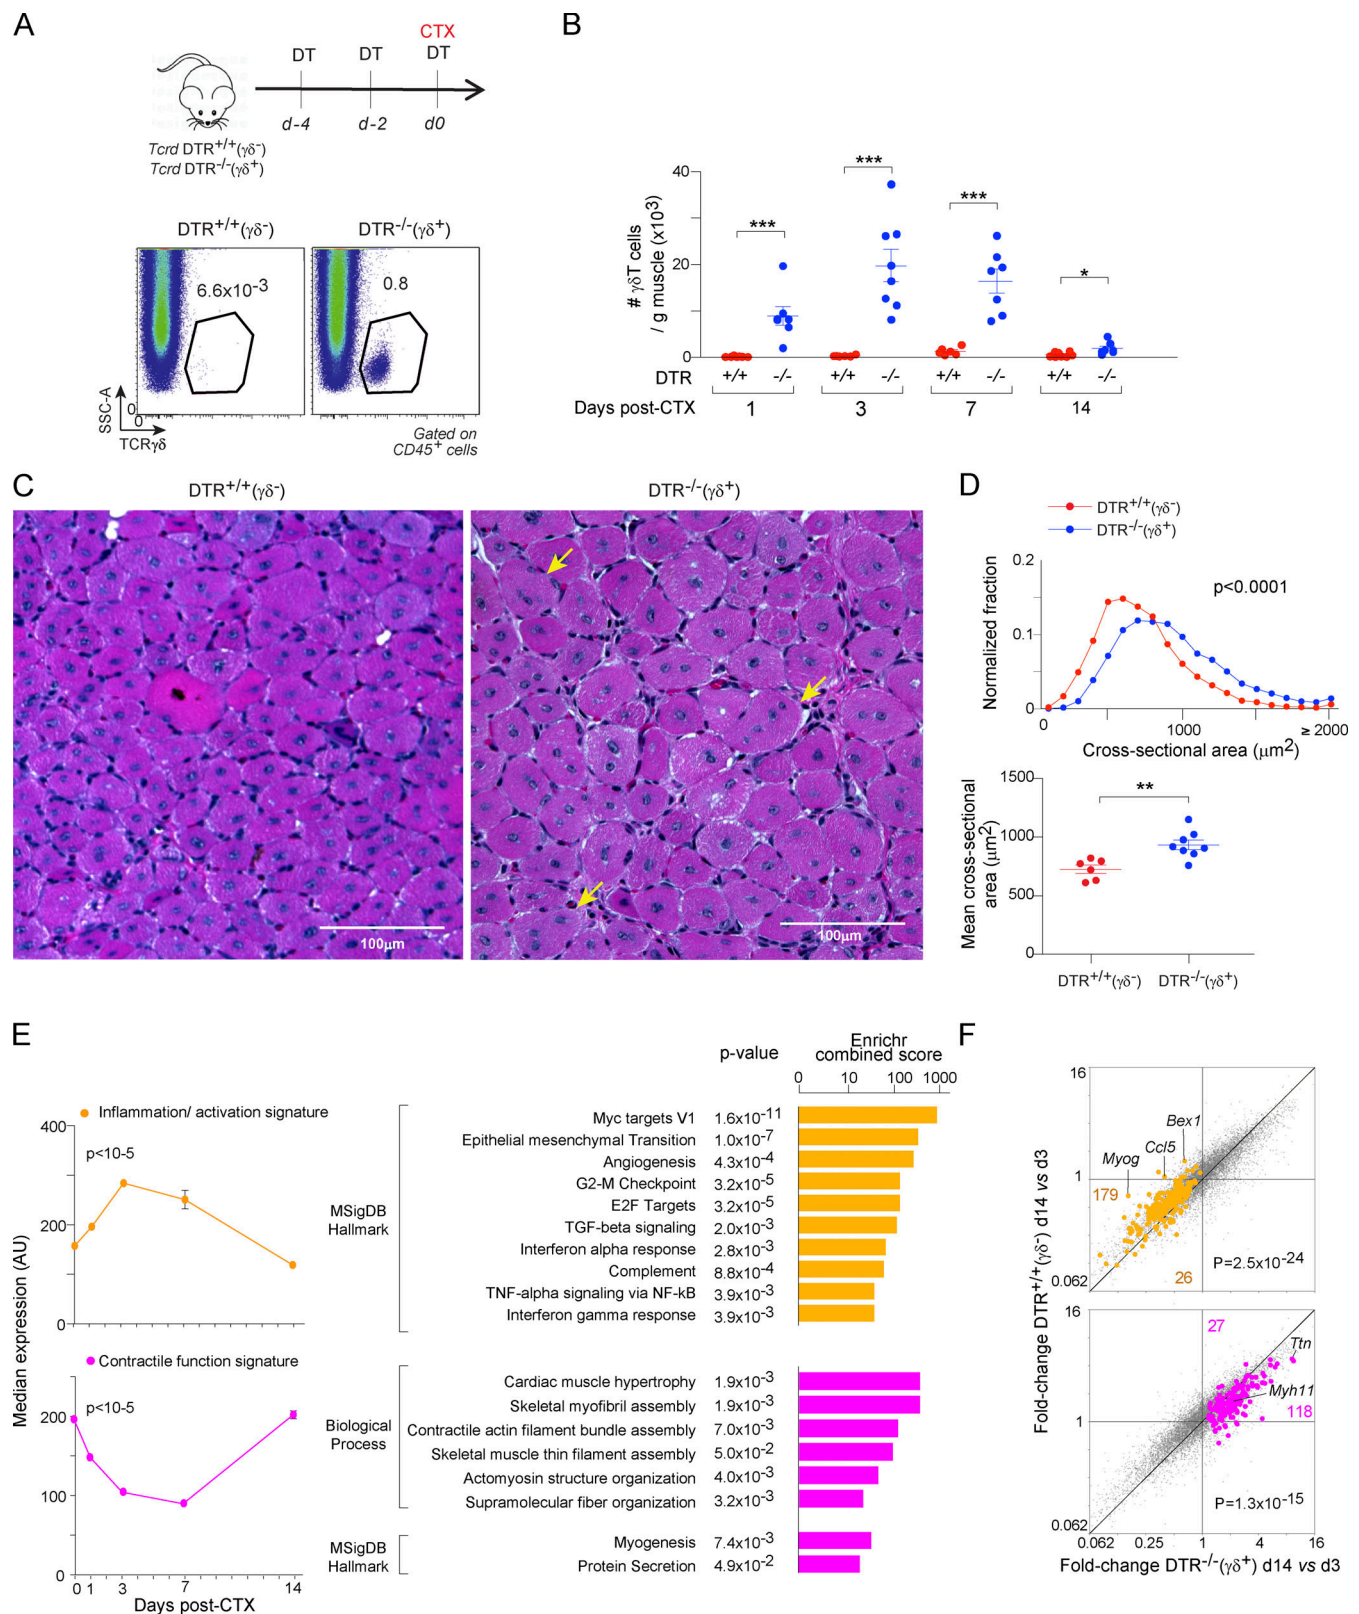 A
CTX
DT DT DT
d-4 d-2 d0
Tcrd DTR+/+(γδ-)
Tcrd DTR-/-(γδ+)
DTR+/+(γδ-) DTR-/-(γδ+)
6.6x10-3 0.8
SSC-A
0 0
TCRγδ
Gated on
CD45+ cells
B
# γδT cells
/ g muscle (x103)
40
20
0
*** *** *** *
DTR +/+ -/- +/+ -/- +/+ -/- +/+ -/-
Days post-CTX 1 3 7 14
C
DTR+/+(γδ-) DTR-/-(γδ+)
100μm 100μm
D
DTR+/+(γδ-)
DTR-/-(γδ+)
Normalized fraction
0.2
0.1
0
p<0.0001
0 1000 ≥ 2000
Cross-sectional area (μm2)
Mean cross-sectional
area (μm2)
1500
1000
500
0
**
DTR+/+(γδ-) DTR-/-(γδ+)
E
Median expression (AU)
Inflammation/ activation signature
400
200
0
p<10-5
Contractile function signature
200
100
0
p<10-5
0 1 3 7 14
Days post-CTX
p-value
Enrichr
combined score
0 10 100 1000
MSigDB
Hallmark
Myc targets V1 1.6x10-11
Epithelial mesenchymal Transition 1.0x10-7
Angiogenesis 4.3x10-4
G2-M Checkpoint 3.2x10-5
E2F Targets 3.2x10-5
TGF-beta signaling 2.0x10-3
Interferon alpha response 2.8x10-3
Complement 8.8x10-4
TNF-alpha signaling via NF-kB 3.9x10-3
Interferon gamma response 3.9x10-3
Biological
Process
Cardiac muscle hypertrophy 1.9x10-3
Skeletal myofibril assembly 1.9x10-3
Contractile actin filament bundle assembly 7.0x10-3
Skeletal muscle thin filament assembly 5.0x10-2
Actomyosin structure organization 4.0x10-3
Supramolecular fiber organization 3.2x10-3
MSigDB
Hallmark
Myogenesis 7.4x10-3
Protein Secretion 4.9x10-2
F
Fold-change DTR+/+(γδ-) d14 vs d3
16
1
0.062
Bex1
Ccl5
Myog
179
26
P=2.5x10-24
16
1
0.062
27
Ttn
Myh11
118
P=1.3x10-15
0.062 0.25 1 4 16
Fold-change DTR-/-(γδ+) d14 vs d3